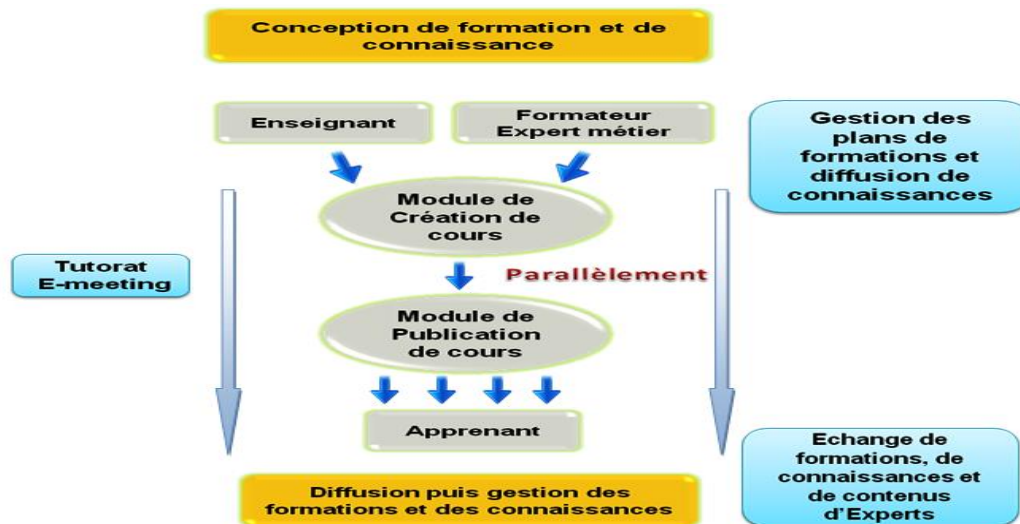 Conception de formation et de
connaissance
Enseignant
Formateur
Expert métier
Gestion des
plans de
formations et
diffusion de
connaissances
Module de
Création de
cours
Tutorat
E-meeting
Parallèlement
Module de
Publication
de cours
Apprenant
Echange de
formations, de
connaissances et
de contenus
d'Experts
Diffusion puis gestion des
formations et des connaissances